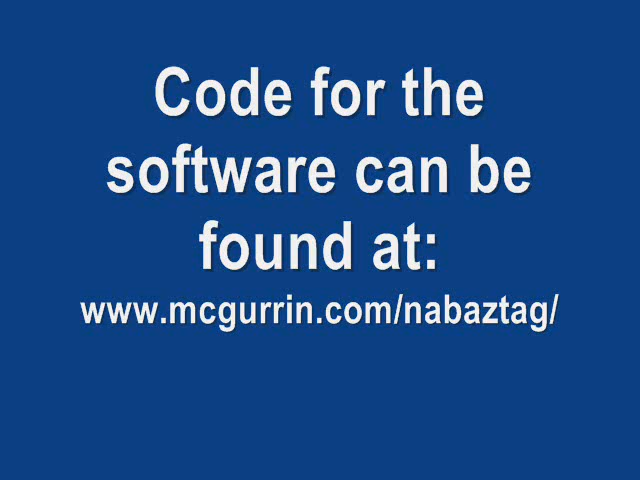 Code for the
software can be
found at:
www.mcgurrin.com/nabaztag/